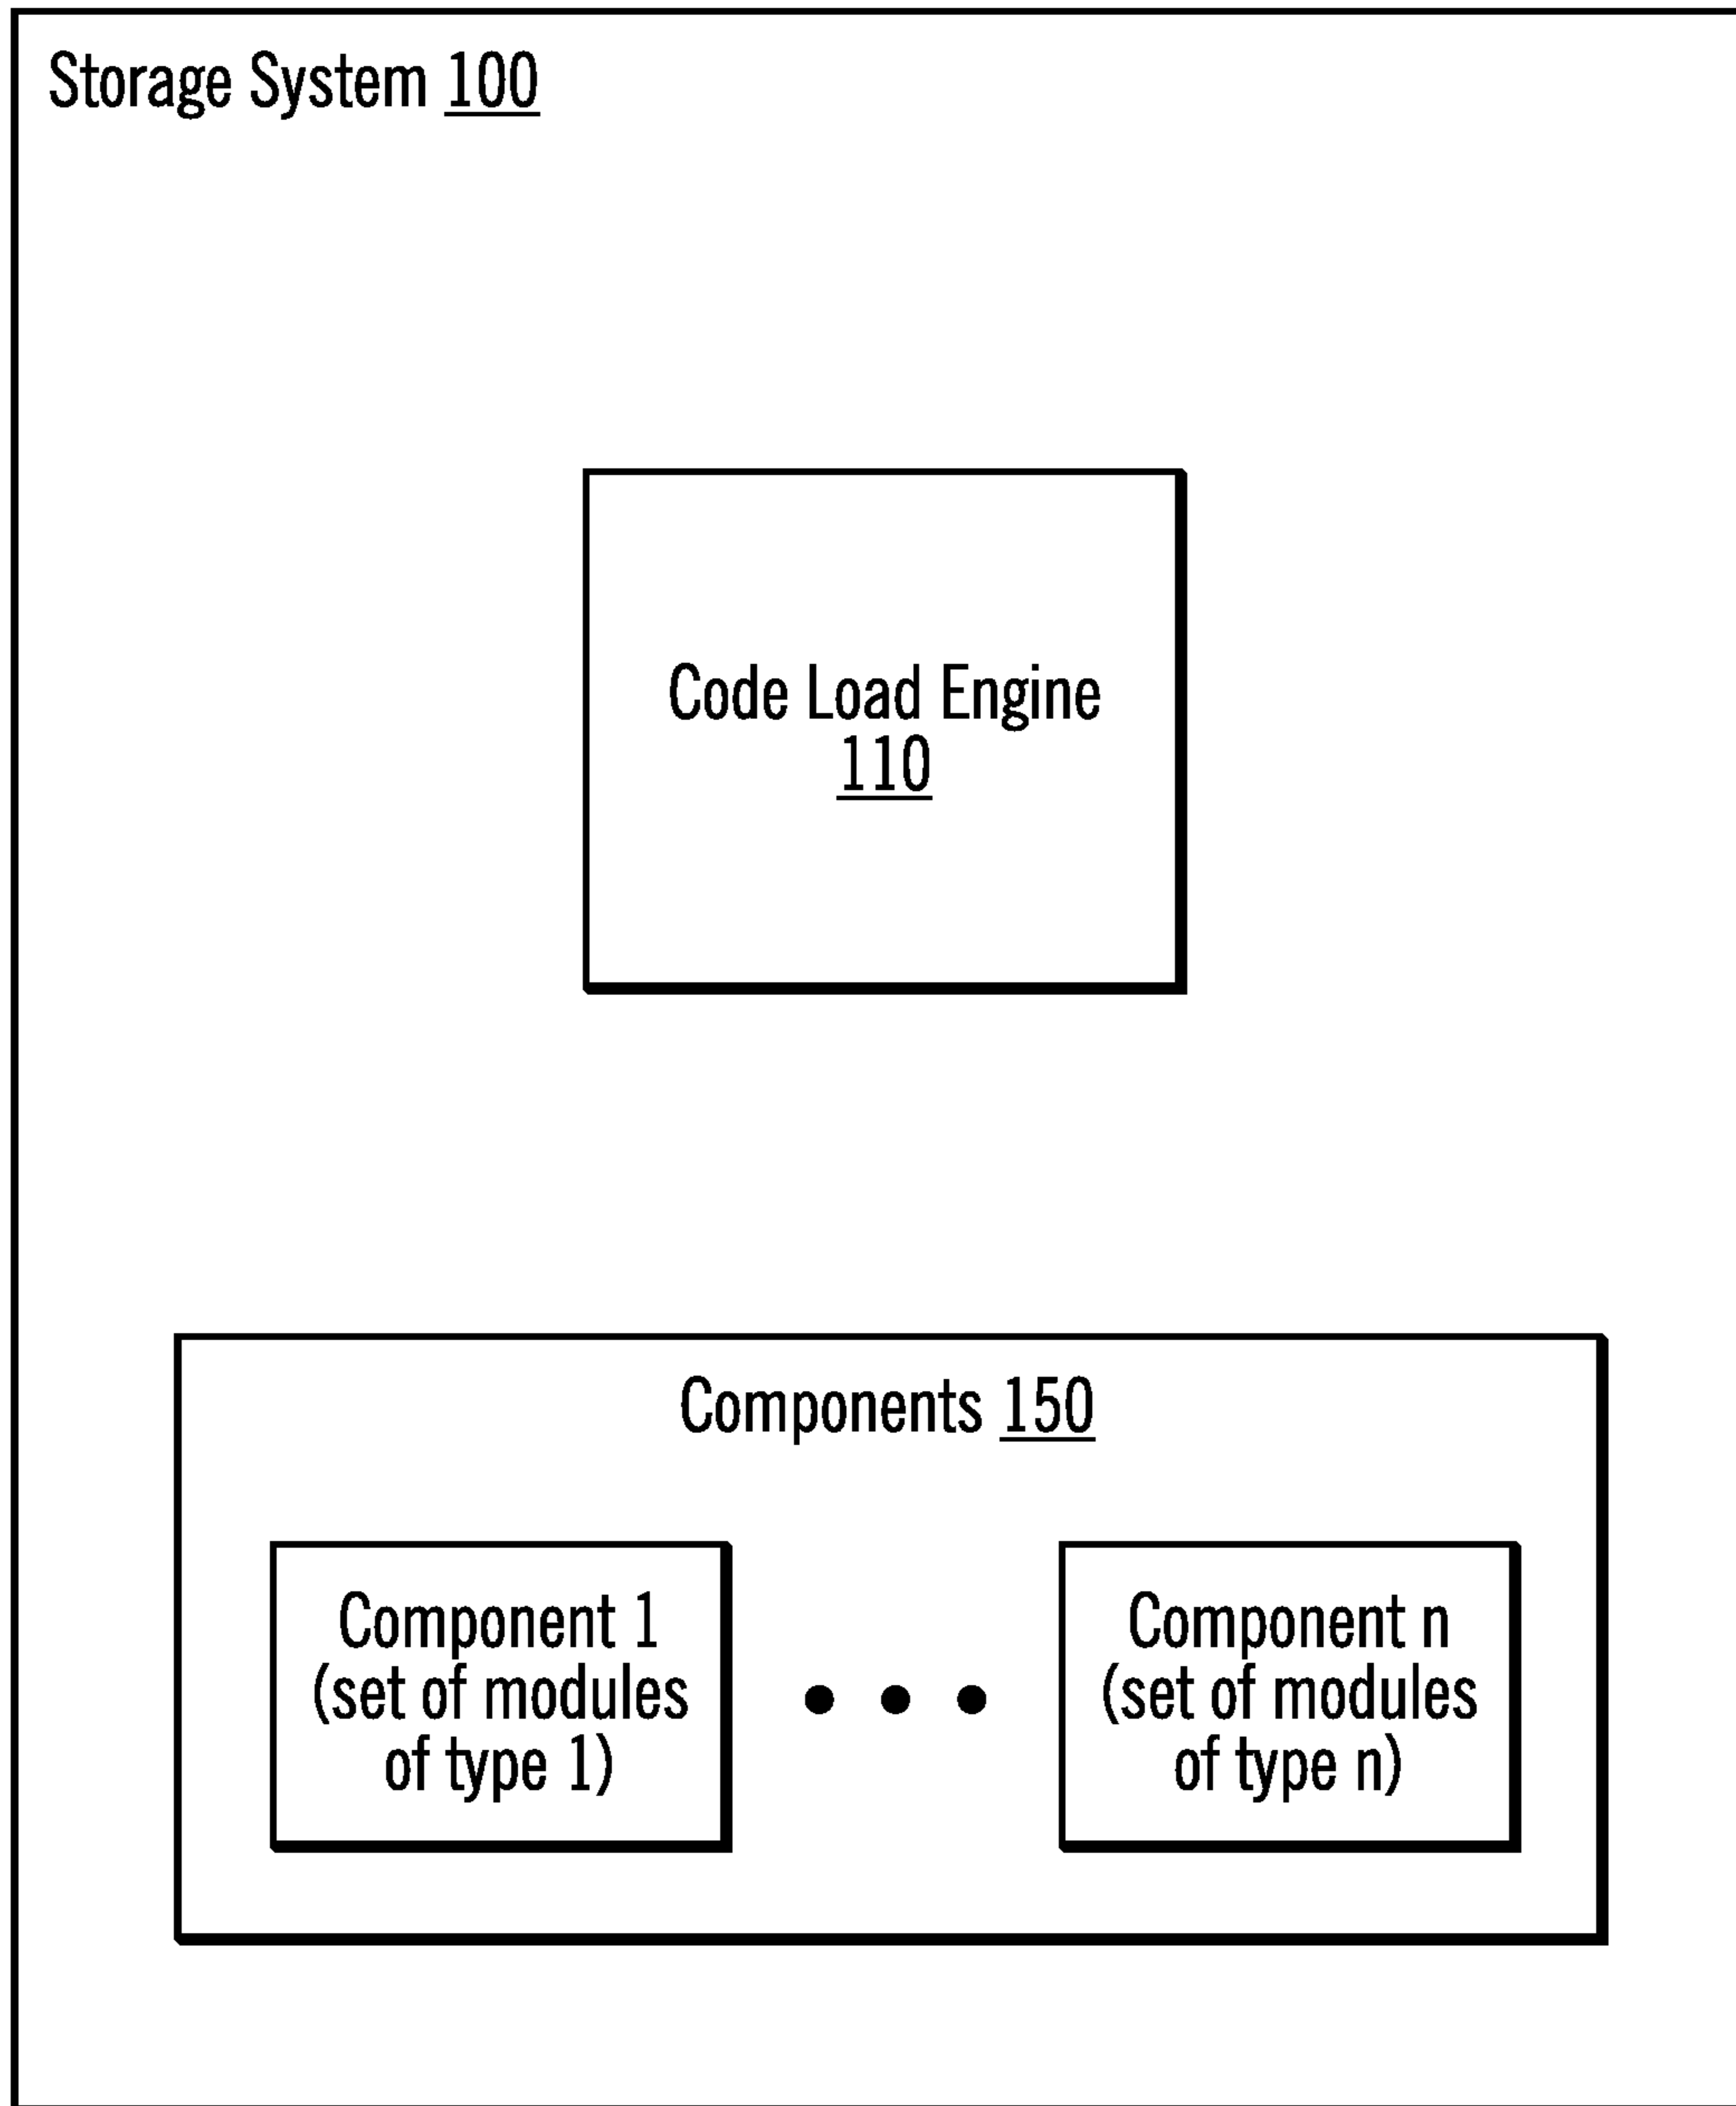 Storage System 100
Code Load Engine
110
Components 150
Component 1
(set of modules
of type 1)
Component n
(set of modules
of type n)